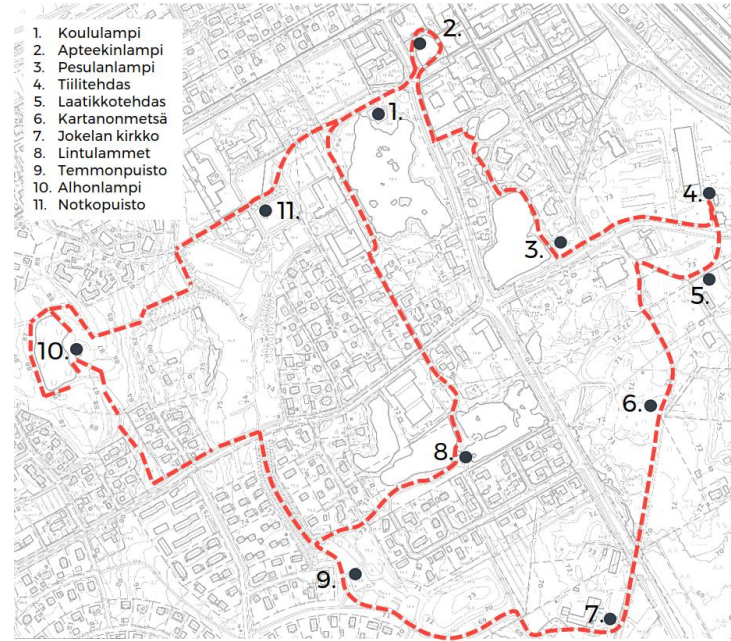 1. Koululampi
2. Apteekinlampi
3. Pesulanlampi
4. Tiilitehdas
5. Laatikkotehdas
6. Kartanonmetsä
7. Jokelan kirkko
8. Lintulammet
9. Temmonpuisto
10. Alhonlampi
11. Notkopuisto
2.
1.
4.
11.
3.
5.
10.
6.
8.
9.
7.